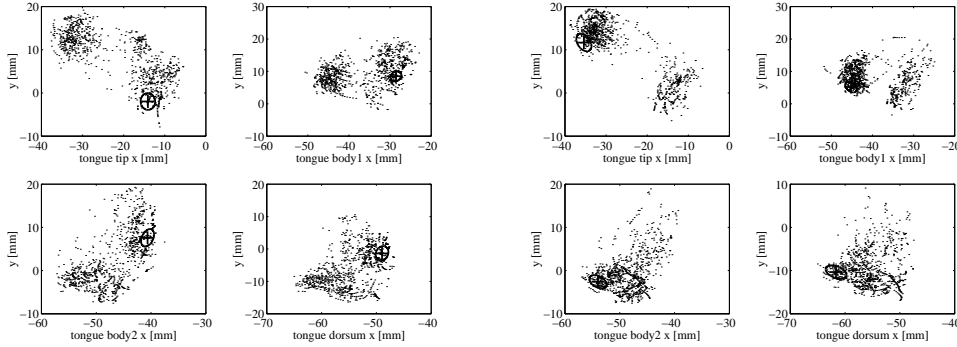 20
10
0
−10
y [mm]
−40 −30 −20 −10 0
tongue tip x [mm]
30
20
10
0
−10
y [mm]
−60 −50 −40 −30 −20
tongue body1 x [mm]
20
10
0
−10
y [mm]
−40 −30 −20 −10 0
tongue tip x [mm]
30
20
10
0
−10
y [mm]
−60 −50 −40 −30 −20
tongue body1 x [mm]
20
10
0
−10
y [mm]
−60 −50 −40 −30
tongue body2 x [mm]
20
10
0
−10
−20
y [mm]
−70 −60 −50 −40
tongue dorsum x [mm]
20
10
0
−10
y [mm]
−60 −50 −40 −30
tongue body2 x [mm]
10
0
−10
−20
y [mm]
−70 −60 −50 −40
tongue dorsum x [mm]